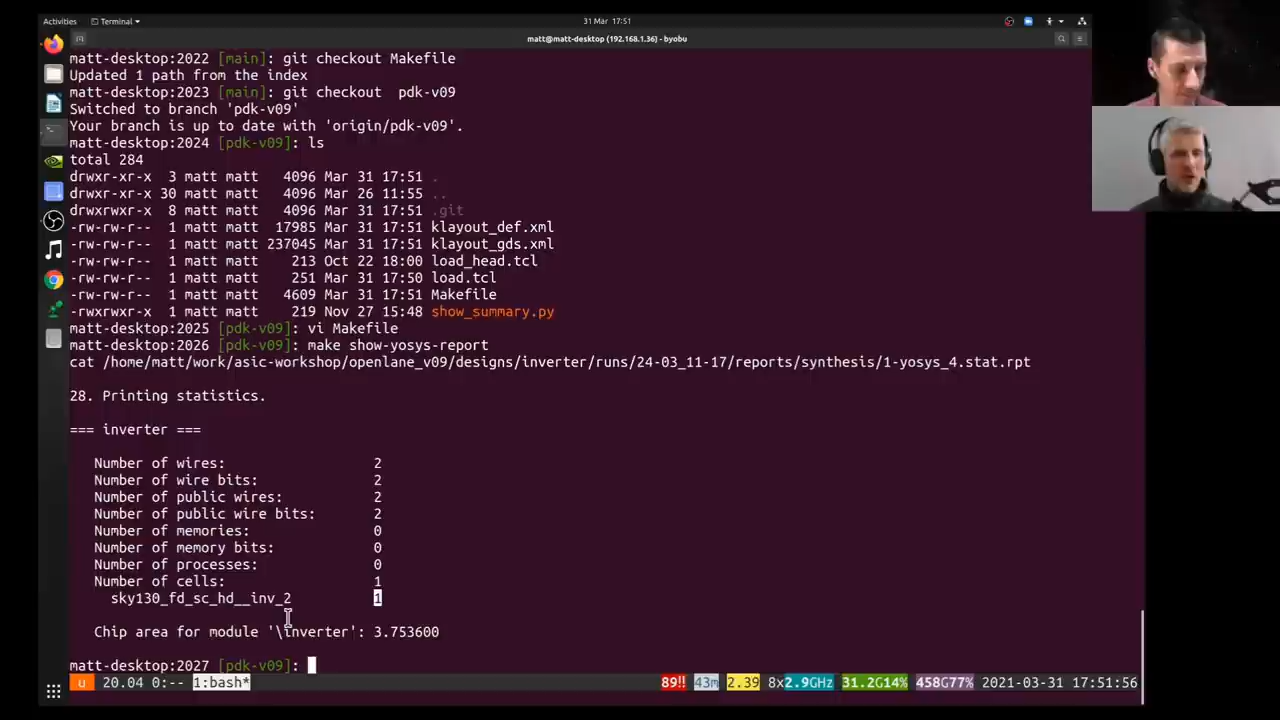 Activities Terminal 31 Mar 17:51
matt@matt-desktop (192.168.1.36) - byobu
matt-desktop:2022 [main]: git checkout Makefile
Updated 1 path from the index
matt-desktop:2023 [main]: git checkout  pdk-v09
Switched to branch 'pdk-v09'
Your branch is up to date with 'origin/pdk-v09'.
matt-desktop:2024 [pdk-v09]: ls
total 284
drwxr-xr-x  3 matt matt   4096 Mar 31 17:51 .
drwxr-xr-x 30 matt matt   4096 Mar 26 11:55 ..
drwxrwxr-x  8 matt matt   4096 Mar 31 17:51 .git
-rw-rw-r--  1 matt matt  17985 Mar 31 17:51 klayout_def.xml
-rw-rw-r--  1 matt matt 237045 Mar 31 17:51 klayout_gds.xml
-rw-rw-r--  1 matt matt    213 Oct 22 18:00 load_head.tcl
-rw-rw-r--  1 matt matt    251 Mar 31 17:50 load.tcl
-rw-rw-r--  1 matt matt   4609 Mar 31 17:51 Makefile
-rwxrwxr-x  1 matt matt    219 Nov 27 15:48 show_summary.py
matt-desktop:2025 [pdk-v09]: vi Makefile
matt-desktop:2026 [pdk-v09]: make show-yosys-report
cat /home/matt/work/asic-workshop/openlane_v09/designs/inverter/runs/24-03_11-17/reports/synthesis/1-yosys_4.stat.rpt
28. Printing statistics.
=== inverter ===
Number of wires: 2
Number of wire bits: 2
Number of public wires: 2
Number of public wire bits: 2
Number of memories: 0
Number of memory bits: 0
Number of processes: 0
Number of cells: 1
sky130_fd_sc_hd__inv_2 1
Chip area for module '\inverter': 3.753600
matt-desktop:2027 [pdk-v09]:
u 20.04 0:-- 1:bash* 89!! 43m 2.39 8x2.9GHz 31.2G14% 458G77% 2021-03-31 17:51:56